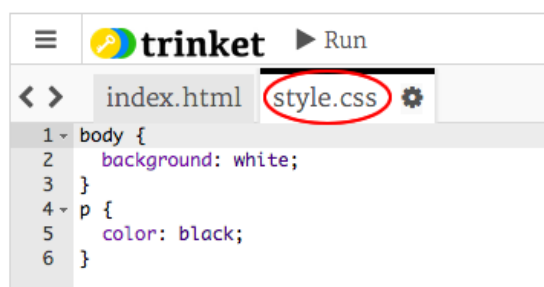 trinket Run
index.html style.css
1 body {
2   background: white;
3 }
4 p {
5   color: black;
6 }